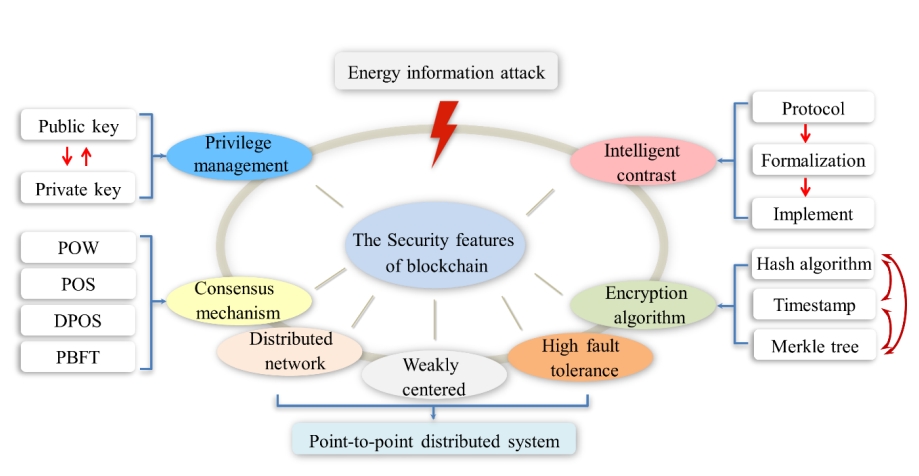 Energy information attack
Public key
Private key
Privilege
management
Intelligent
contrast
Protocol
Formalization
Implement
The Security features
of blockchain
POW
POS
DPOS
PBFT
Consensus
mechanism
Encryption
algorithm
Hash algorithm
Timestamp
Merkle tree
Distributed
network
Weakly
centered
High fault
tolerance
Point-to-point distributed system